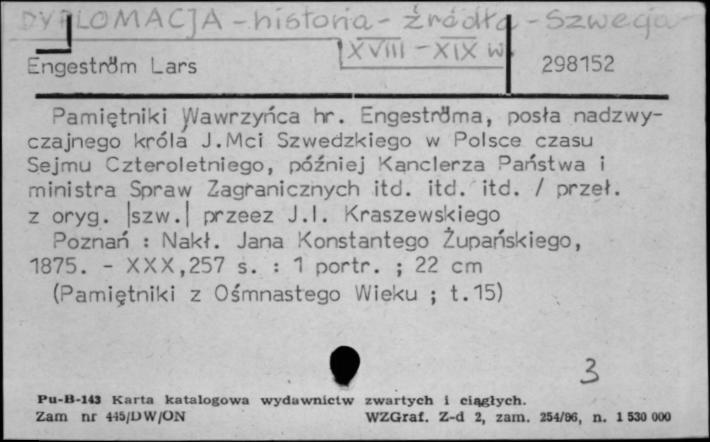 DYPLOMACJA - historia - źródła - Szwecja
XVIII - XIX w
Engeström Lars
298152
Pamiętniki Wawrzyńca hr. Engeströma, posła nadzwy-
czajnego króla J.Mci Szwedzkiego w Polsce czasu
Sejmu Czteroletniego, później Kanclerza Państwa i
ministra Spraw Zagranicznych itd. itd. itd. / przeł.
z oryg. |szw.| przeez J.I. Kraszewskiego
Poznań : Nakł. Jana Konstantego Żupańskiego,
1875. - XXX,257 s. : 1 portr. ; 22 cm
(Pamiętniki z Ośmnastego Wieku ; t.15)
3
Pu-B-143 Karta katalogowa wydawnictw zwartych i ciągłych.
Zam nr 445/DW/ON WZGraf. Z-d 2, zam. 254/86, n. 1 530 000